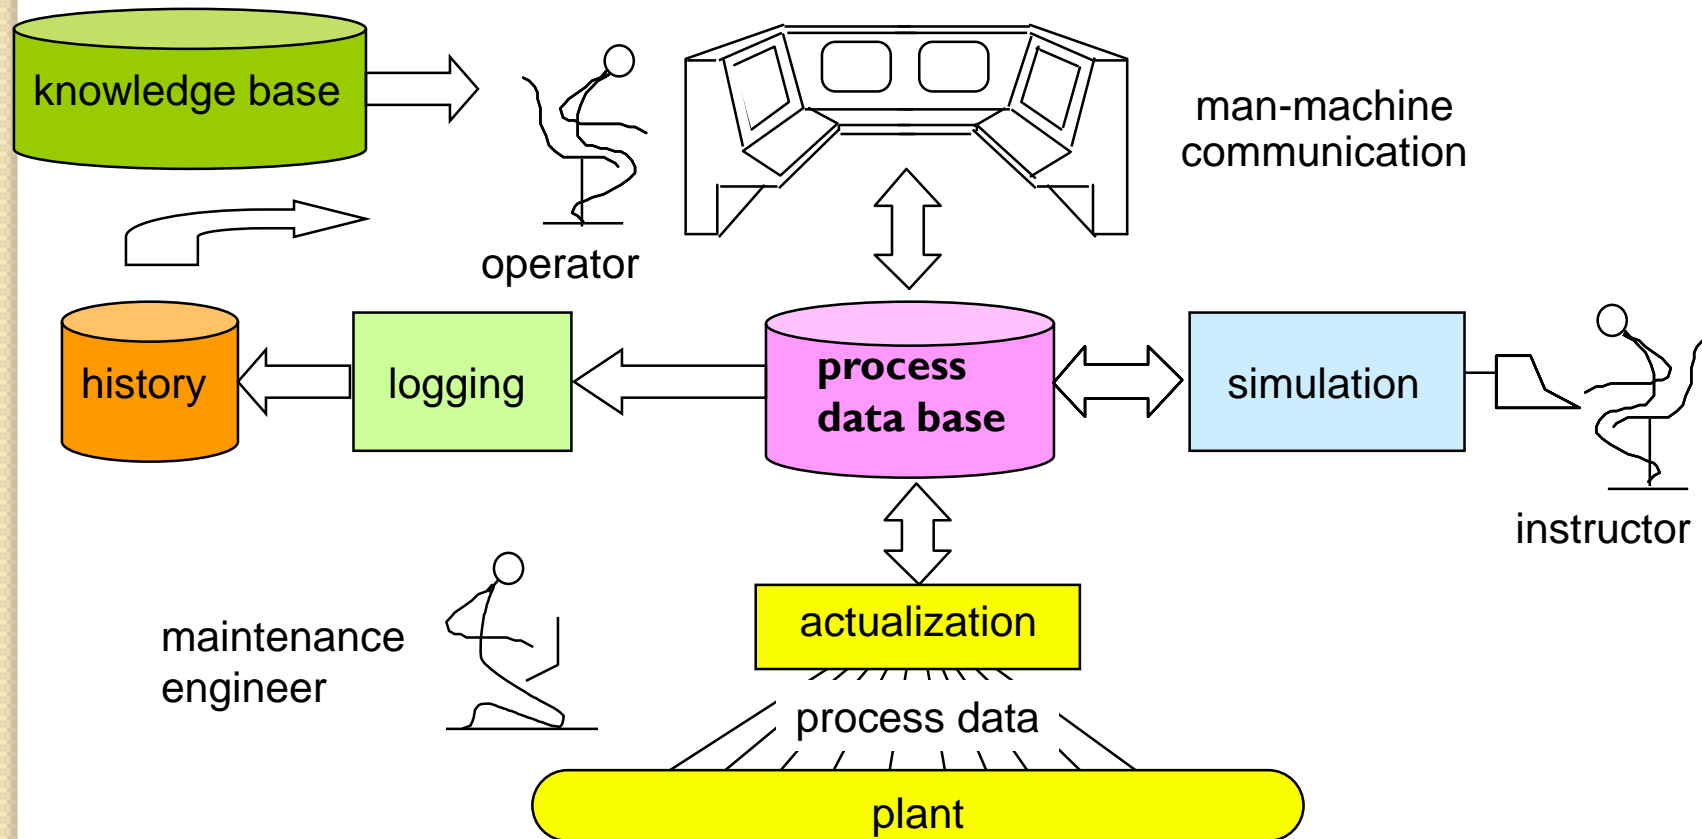 knowledge base
man-machine
communication
operator
history
logging
process
data base
simulation
instructor
maintenance
engineer
actualization
process data
plant